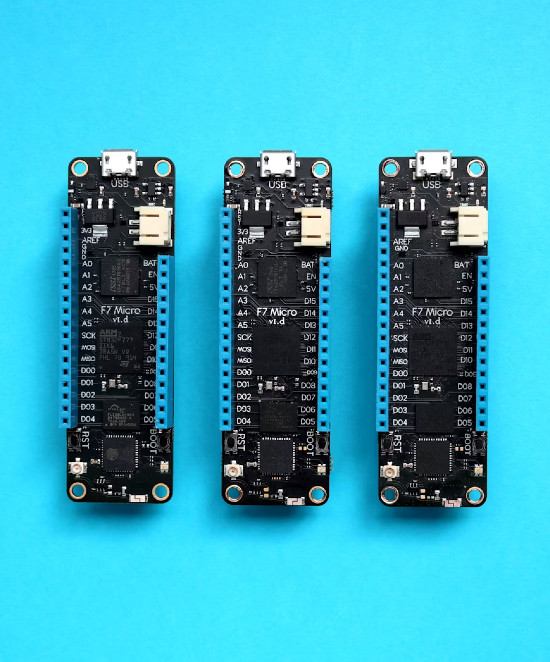 USB
3V3
AREF
A0 BAT
A1 EN
A2 5V
A3 D15
A4 F7 Micro D14
A5 v1.d D13
SCK D12
MOSI D11
MISO D10
D00 D09
D01 D08
D02 D07
D03 D06
D04 D05
RST BOOT
USB
3V3
AREF
A0 BAT
A1 EN
A2 5V
A3 D15
A4 F7 Micro D14
A5 v1.d D13
SCK D12
MOSI D11
MISO D10
D00 D09
D01 D08
D02 D07
D03 D06
D04 D05
RST BOOT
USB
AREF
GND
A0 BAT
A1 EN
A2 5V
A3 D15
A4 F7 Micro D14
A5 v1.d D13
SCK D12
MOSI D11
MISO D10
D00 D09
D01 D08
D02 D07
D03 D06
D04 D05
RST BOOT